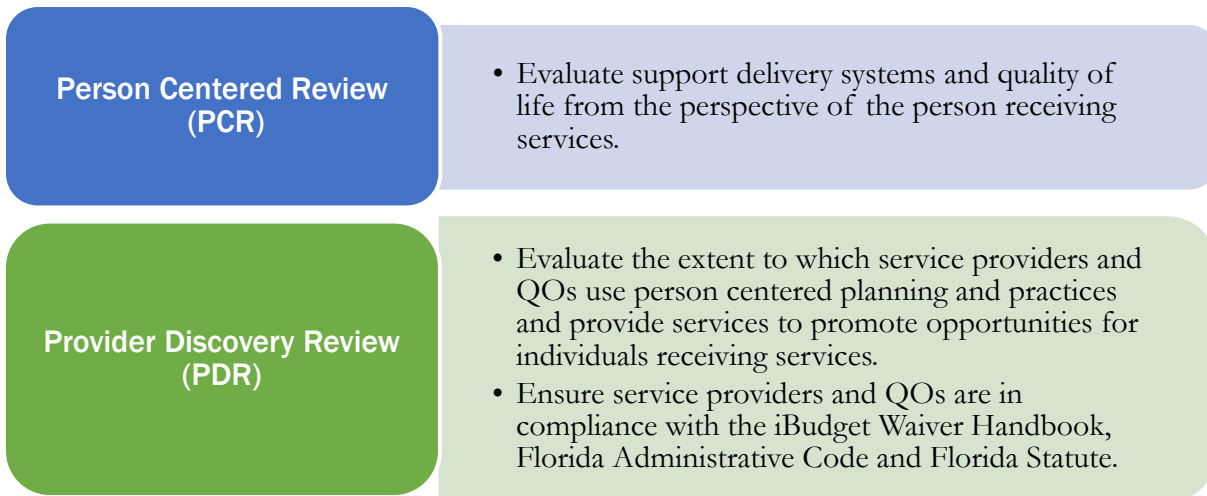 Person Centered Review
(PCR)
• Evaluate support delivery systems and quality of
life from the perspective of the person receiving
services.
Provider Discovery Review
(PDR)
• Evaluate the extent to which service providers and
QOs use person centered planning and practices
and provide services to promote opportunities for
individuals receiving services.
• Ensure service providers and QOs are in
compliance with the iBudget Waiver Handbook,
Florida Administrative Code and Florida Statute.